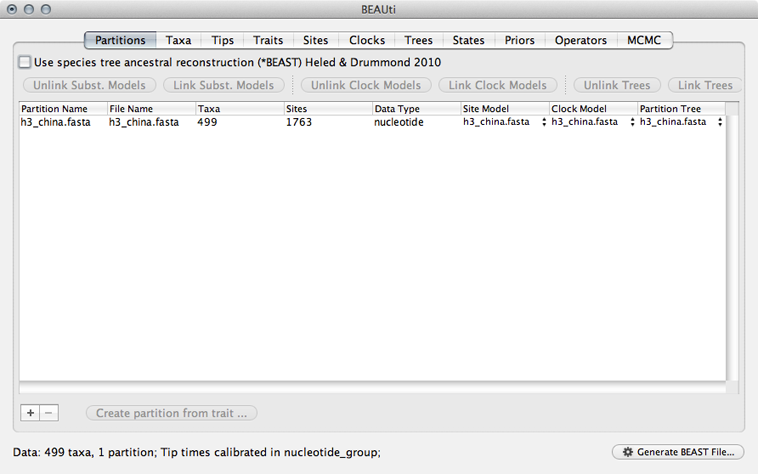 BEAUti
Partitions Taxa Tips Traits Sites Clocks Trees States Priors Operators MCMC
Use species tree ancestral reconstruction (*BEAST) Heled & Drummond 2010
Unlink Subst. Models Link Subst. Models Unlink Clock Models Link Clock Models Unlink Trees Link Trees
Partition Name File Name Taxa Sites Data Type Site Model Clock Model Partition Tree
h3_china.fasta h3_china.fasta 499 1763 nucleotide h3_china.fasta h3_china.fasta h3_china.fasta
+ − Create partition from trait ...
Data: 499 taxa, 1 partition; Tip times calibrated in nucleotide_group; Generate BEAST File...